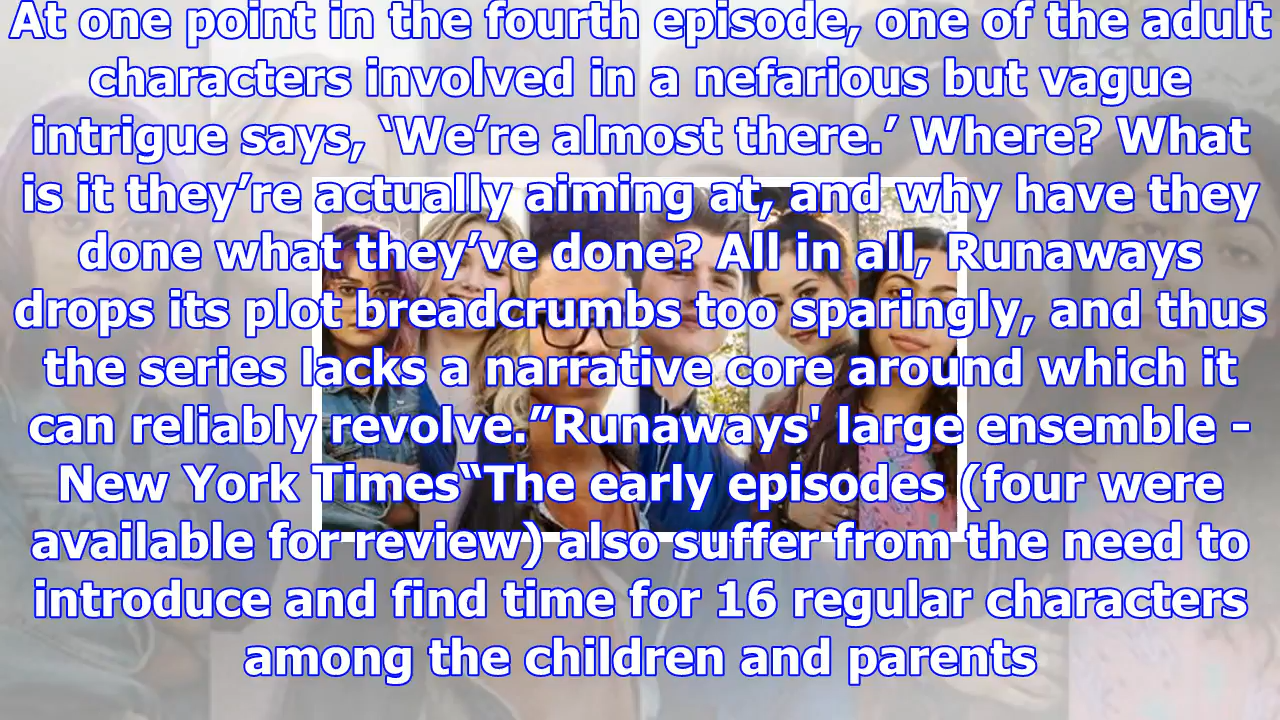 At one point in the fourth episode, one of the adult
characters involved in a nefarious but vague
intrigue says, ‘We’re almost there.’ Where? What
is it they’re actually aiming at, and why have they
done what they’ve done? All in all, Runaways
drops its plot breadcrumbs too sparingly, and thus
the series lacks a narrative core around which it
can reliably revolve.”Runaways' large ensemble -
New York Times“The early episodes (four were
available for review) also suffer from the need to
introduce and find time for 16 regular characters
among the children and parents